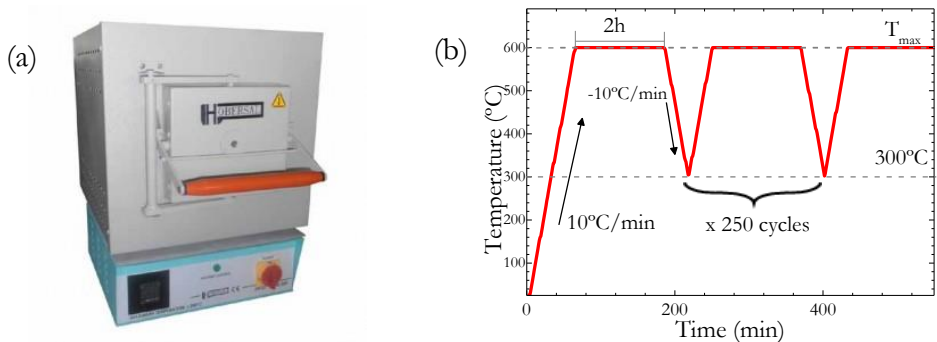 (a)
HOBERSAL
(b)
2h
T max
600
-10ºC/min
500
Temperature (ºC)
400
300ºC
300
10ºC/min
x 250 cycles
200
100
0
200
400
Time (min)